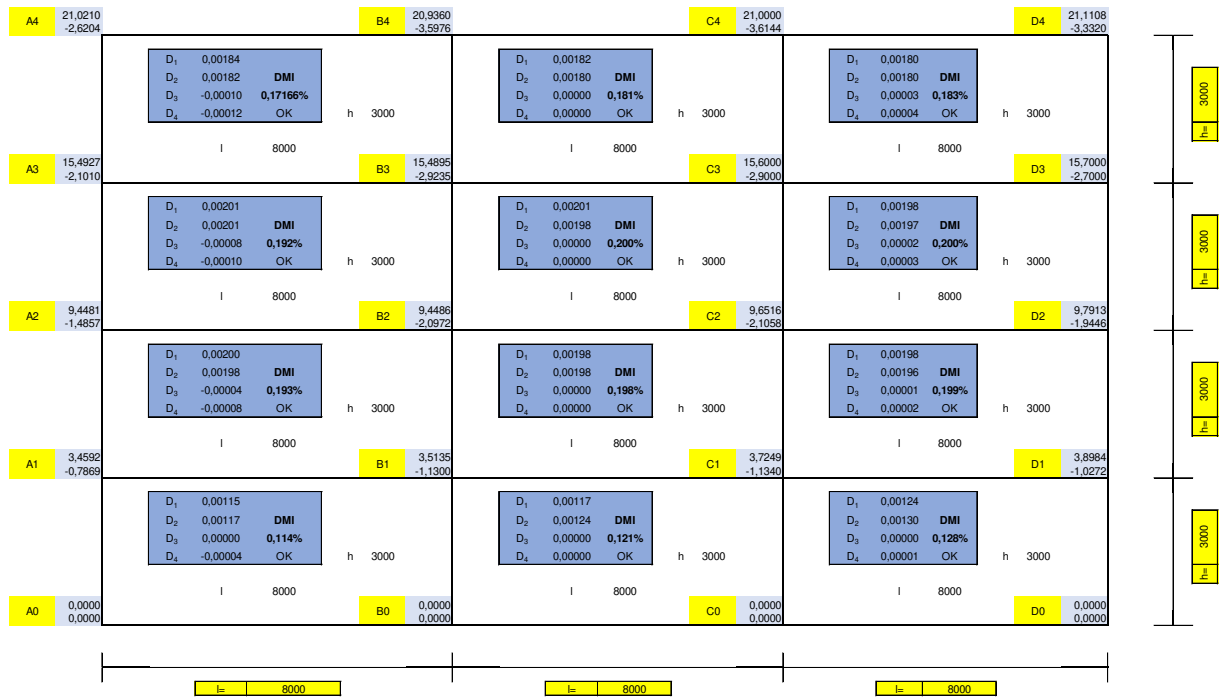 A4 21,0210 B4 20,9360 C4 21,0000 D4 21,1108
-2,6204 -3,5976 -3,6144 -3,3320
D₁ 0,00184 D₁ 0,00182 D₁ 0,00180
D₂ 0,00182 DMI D₂ 0,00180 DMI D₂ 0,00180 DMI
D₃ -0,00010 0,17166% D₃ 0,00000 0,181% D₃ 0,00003 0,183%
D₄ -0,00012 OK h 3000 D₄ 0,00000 OK h 3000 D₄ 0,00004 OK h 3000
h= 3000
l 8000 l 8000 l 8000
A3 15,4927 B3 15,4895 C3 15,6000 D3 15,7000
-2,1010 -2,9235 -2,9000 -2,7000
D₁ 0,00201 D₁ 0,00201 D₁ 0,00198
D₂ 0,00201 DMI D₂ 0,00198 DMI D₂ 0,00197 DMI
D₃ -0,00008 0,192% D₃ 0,00000 0,200% D₃ 0,00002 0,200%
D₄ -0,00010 OK h 3000 D₄ 0,00000 OK h 3000 D₄ 0,00003 OK h 3000
h= 3000
l 8000 l 8000 l 8000
A2 9,4481 B2 9,4486 C2 9,6516 D2 9,7913
-1,4857 -2,0972 -2,1058 -1,9446
D₁ 0,00200 D₁ 0,00198 D₁ 0,00198
D₂ 0,00198 DMI D₂ 0,00198 DMI D₂ 0,00196 DMI
D₃ -0,00004 0,193% D₃ 0,00000 0,198% D₃ 0,00001 0,199%
D₄ -0,00008 OK h 3000 D₄ 0,00000 OK h 3000 D₄ 0,00002 OK h 3000
h= 3000
l 8000 l 8000 l 8000
A1 3,4592 B1 3,5135 C1 3,7249 D1 3,8984
-0,7869 -1,1300 -1,1340 -1,0272
D₁ 0,00115 D₁ 0,00117 D₁ 0,00124
D₂ 0,00117 DMI D₂ 0,00124 DMI D₂ 0,00130 DMI
D₃ 0,00000 0,114% D₃ 0,00000 0,121% D₃ 0,00000 0,128%
D₄ -0,00004 OK h 3000 D₄ 0,00000 OK h 3000 D₄ 0,00001 OK h 3000
h= 3000
l 8000 l 8000 l 8000
A0 0,0000 B0 0,0000 C0 0,0000 D0 0,0000
0,0000 0,0000 0,0000 0,0000
l= 8000 l= 8000 l= 8000